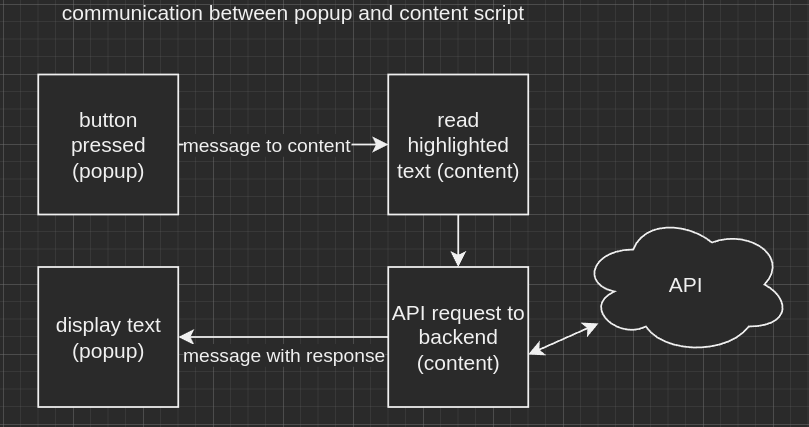 communication between popup and content script
button
pressed
(popup)
message to content
read
highlighted
text (content)
API
display text
(popup)
message with response
API request to
backend
(content)